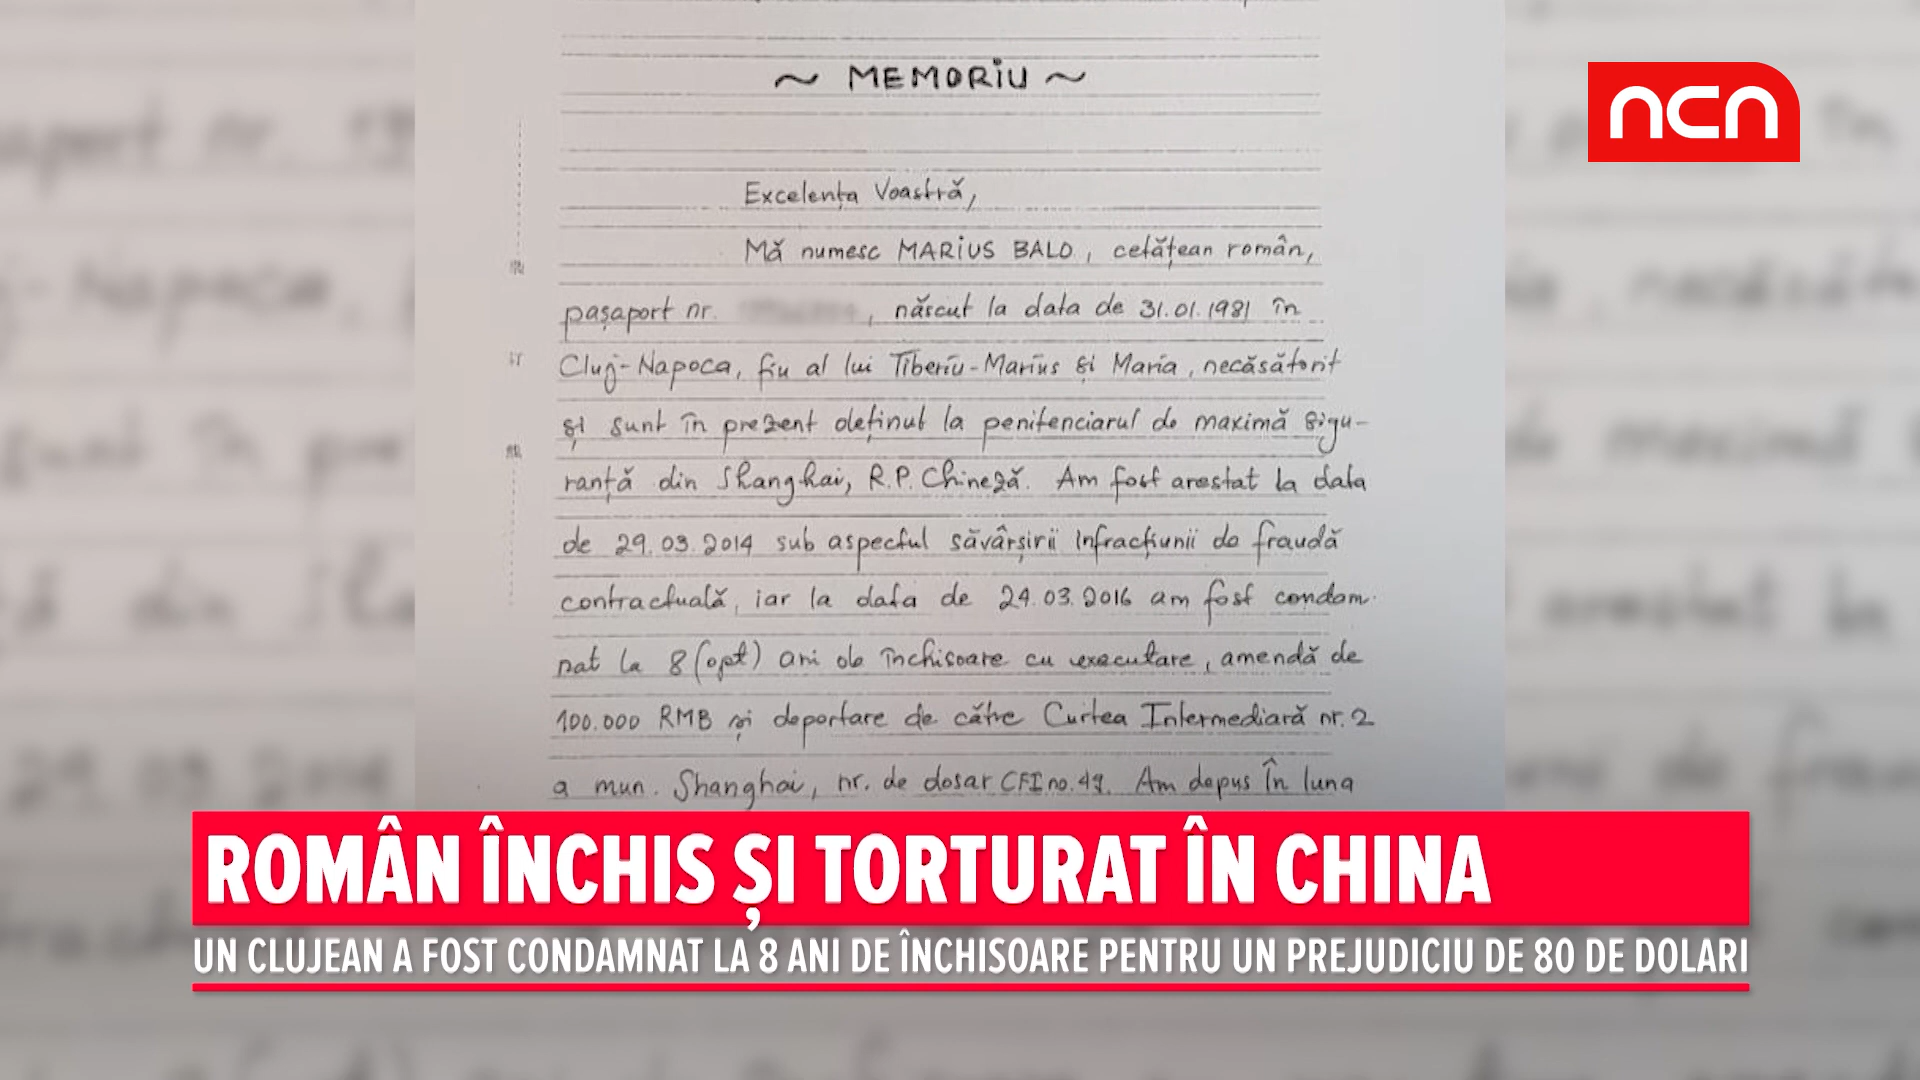 ~ MEMORIU ~
ncn
Excelența Voastră,
Mă numesc MARIUS BALO, cetățean român,
pașaport nr. , născut la data de 31.01.1981 în
Cluj-Napoca, fiu al lui Tiberiu-Marius și Maria, necăsătorit
și sunt în prezent deținut la penitenciarul de maximă sigu-
ranță din Shanghai, R.P. Chineză. Am fost arestat la data
de 29.03.2014 sub aspectul săvârșirii infracțiunii de fraudă
contractuală, iar la data de 24.03.2016 am fost condam-
nat la 8 (opt) ani de închisoare cu executare, amendă de
100.000 RMB și deportare de către Curtea Intermediară nr. 2
a mun. Shanghai, nr. de dosar CFI no. 49. Am depus în luna
ROMÂN ÎNCHIS ȘI TORTURAT ÎN CHINA
UN CLUJEAN A FOST CONDAMNAT LA 8 ANI DE ÎNCHISOARE PENTRU UN PREJUDICIU DE 80 DE DOLARI